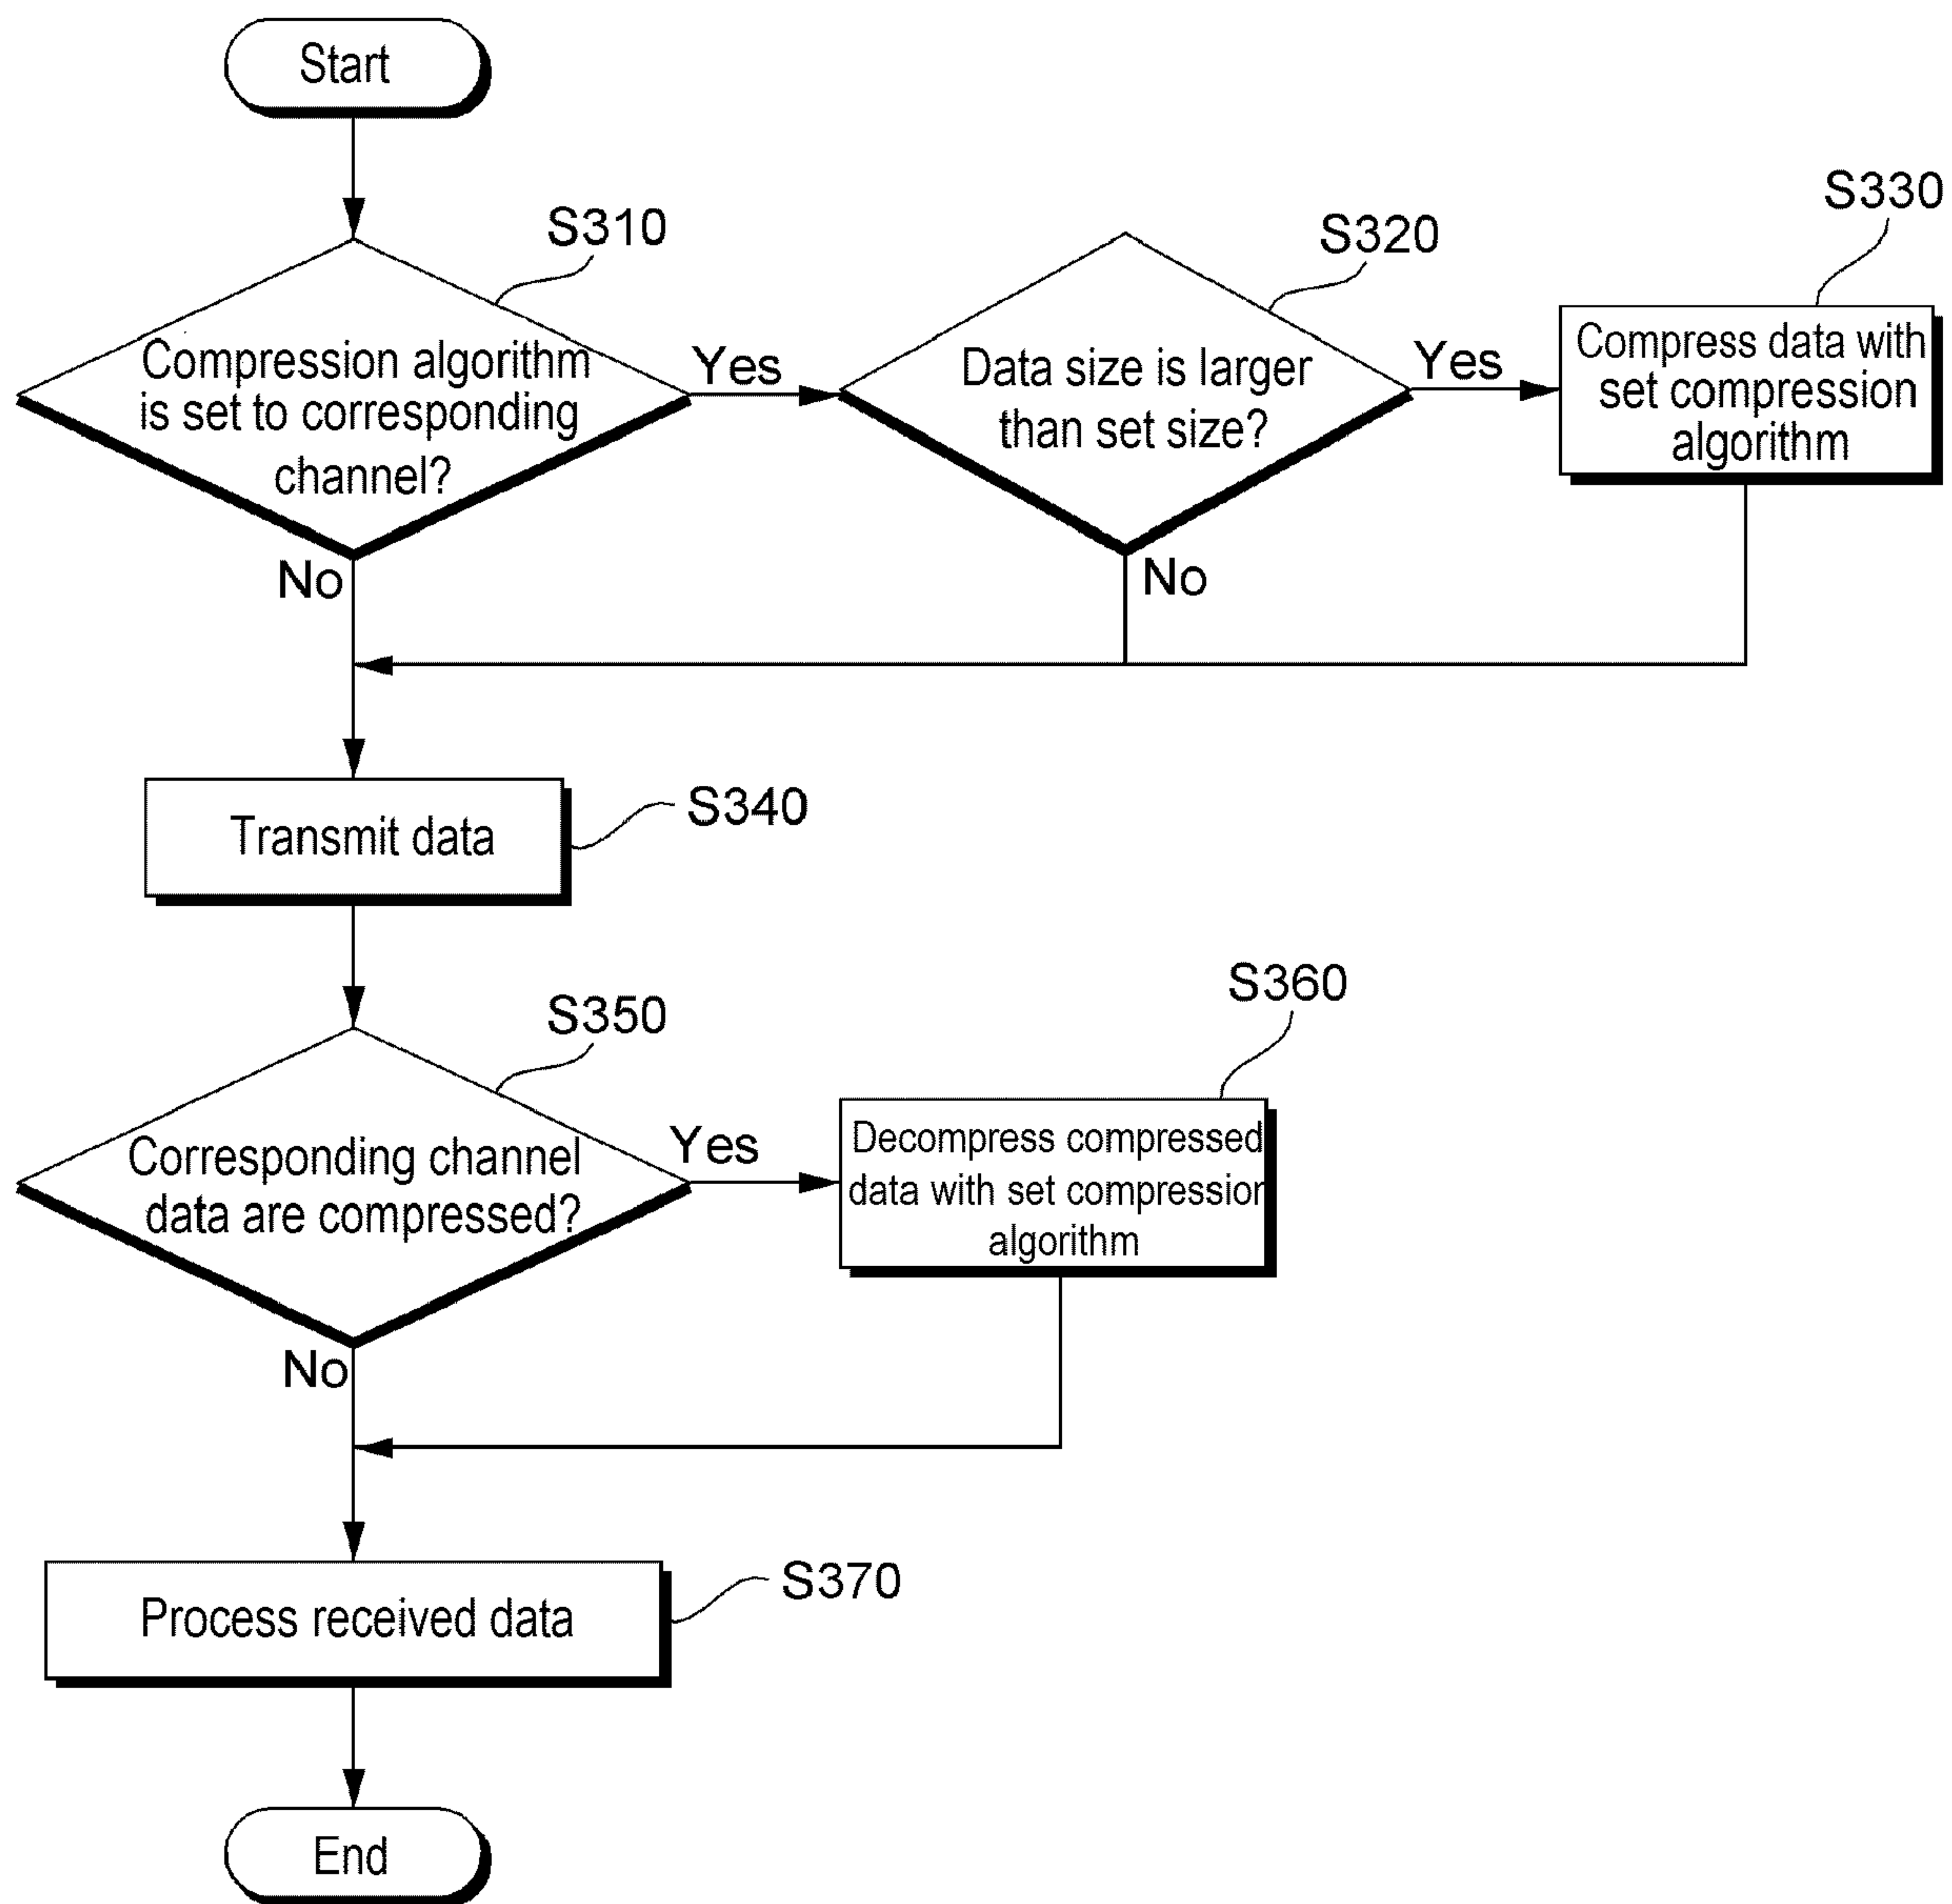 Start
S310
Compression algorithm
is set to corresponding
channel?
Yes
No
S320
Data size is larger
than set size?
Yes
No
S330
Compress data with
set compression
algorithm
Transmit data
S340
S350
Corresponding channel
data are compressed?
Yes
No
S360
Decompress compressed
data with set compression
algorithm
Process received data
S370
End